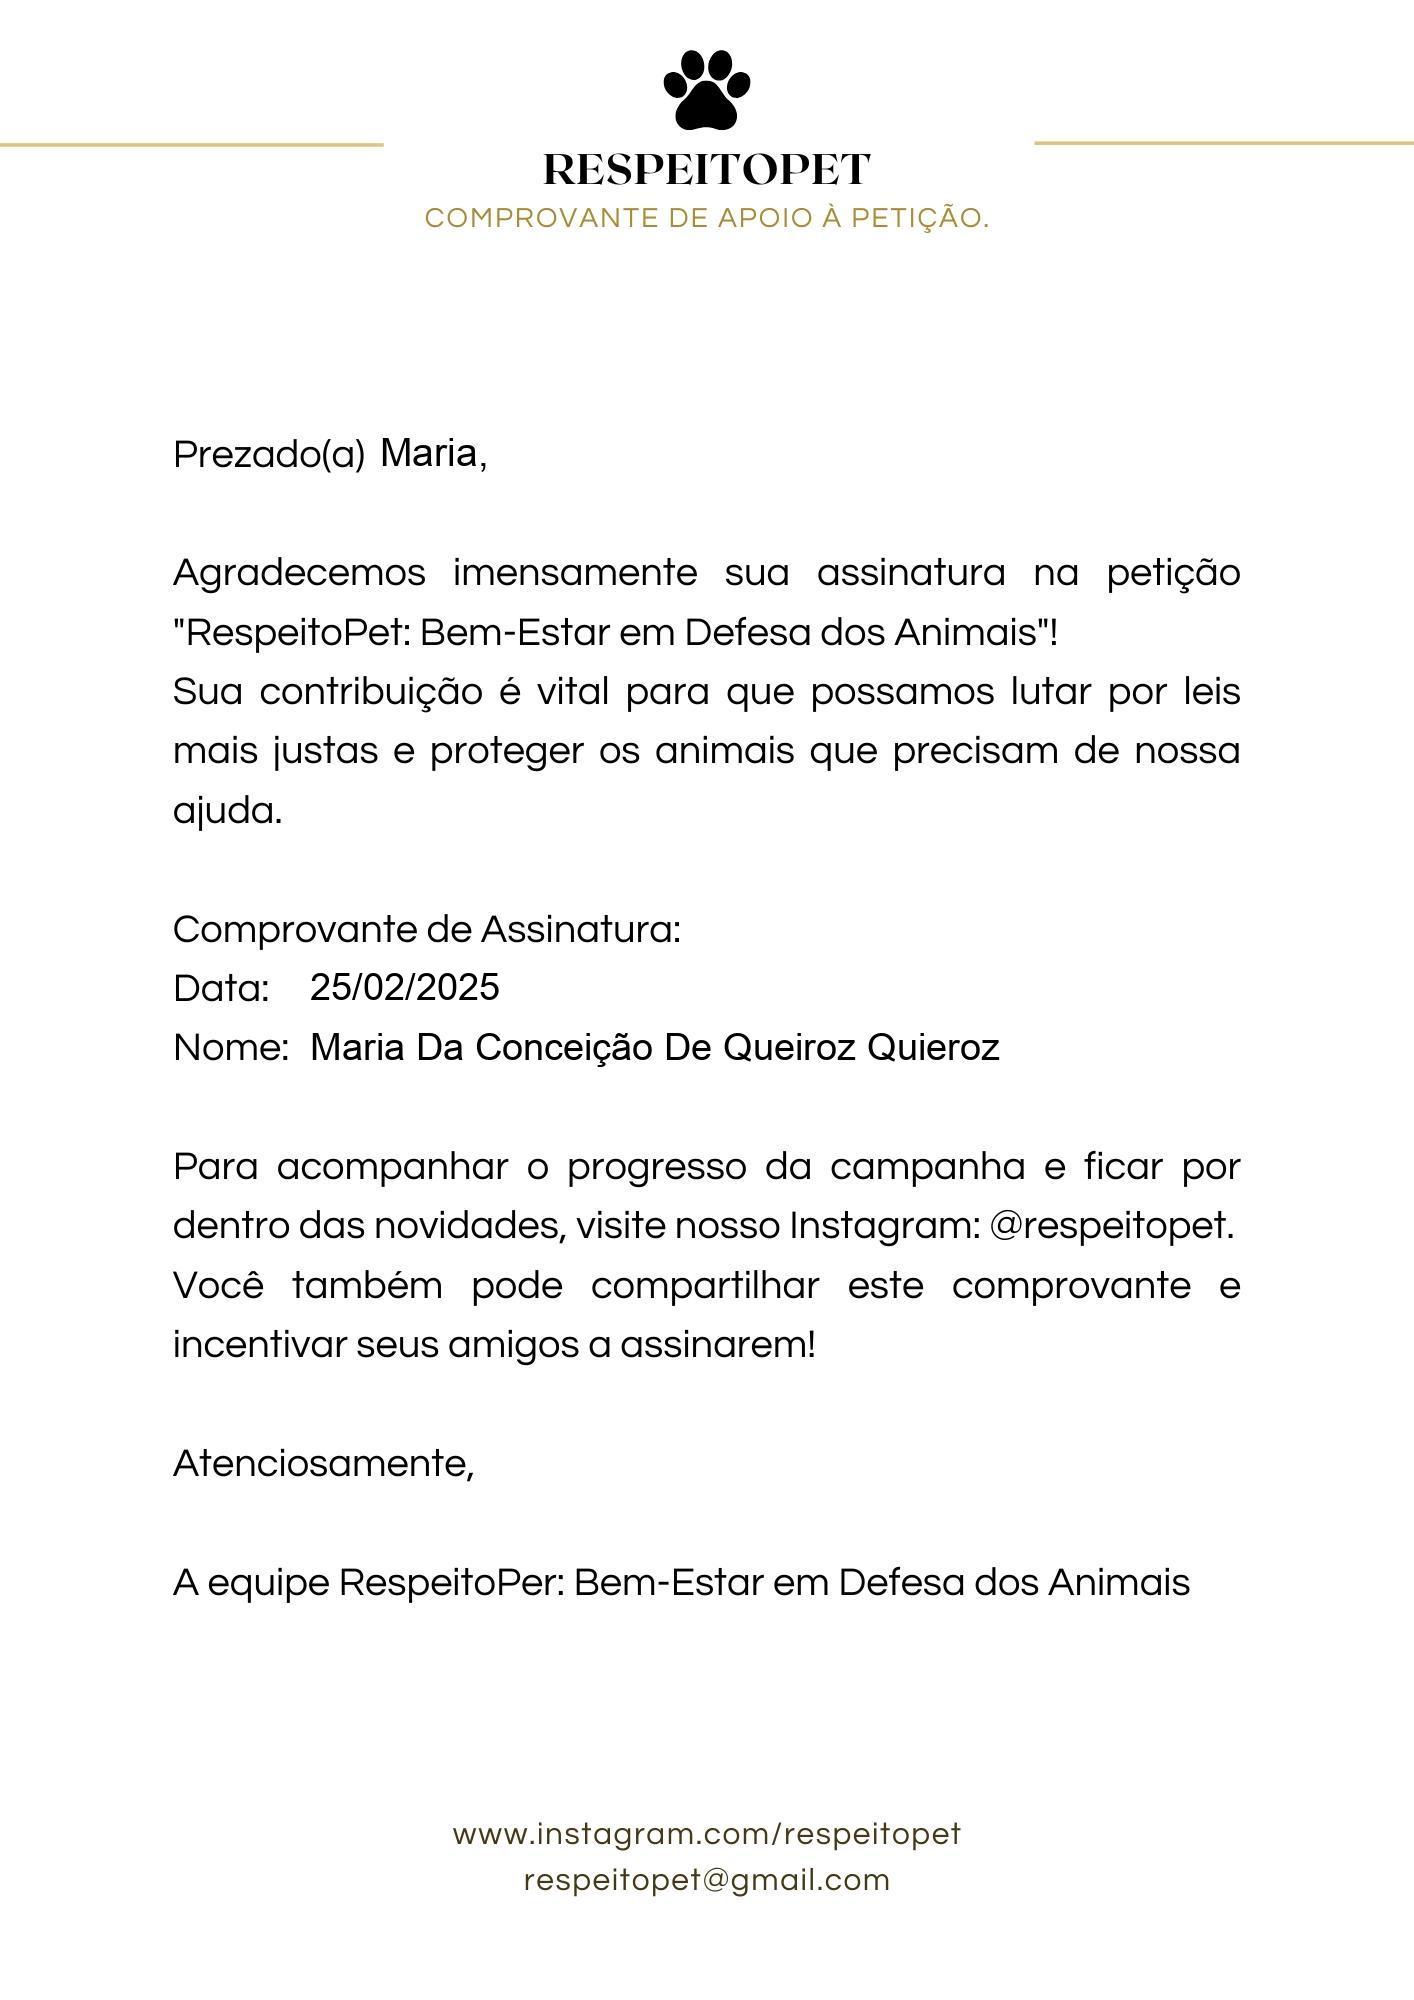 RESPEITOPET
COMPROVANTE DE APOIO À PETIÇÃO.
Prezado(a) Maria,
Agradecemos imensamente sua assinatura na petição
"RespeitoPet: Bem-Estar em Defesa dos Animais"!
Sua contribuição é vital para que possamos lutar por leis
mais justas e proteger os animais que precisam de nossa
ajuda.
Comprovante de Assinatura:
Data: 25/02/2025
Nome: Maria Da Conceição De Queiroz Quieroz
Para acompanhar o progresso da campanha e ficar por
dentro das novidades, visite nosso Instagram: @respeitopet.
Você também pode compartilhar este comprovante e
incentivar seus amigos a assinarem!
Atenciosamente,
A equipe RespeitoPer: Bem-Estar em Defesa dos Animais
www.instagram.com/respeitopet
respeitopet@gmail.com